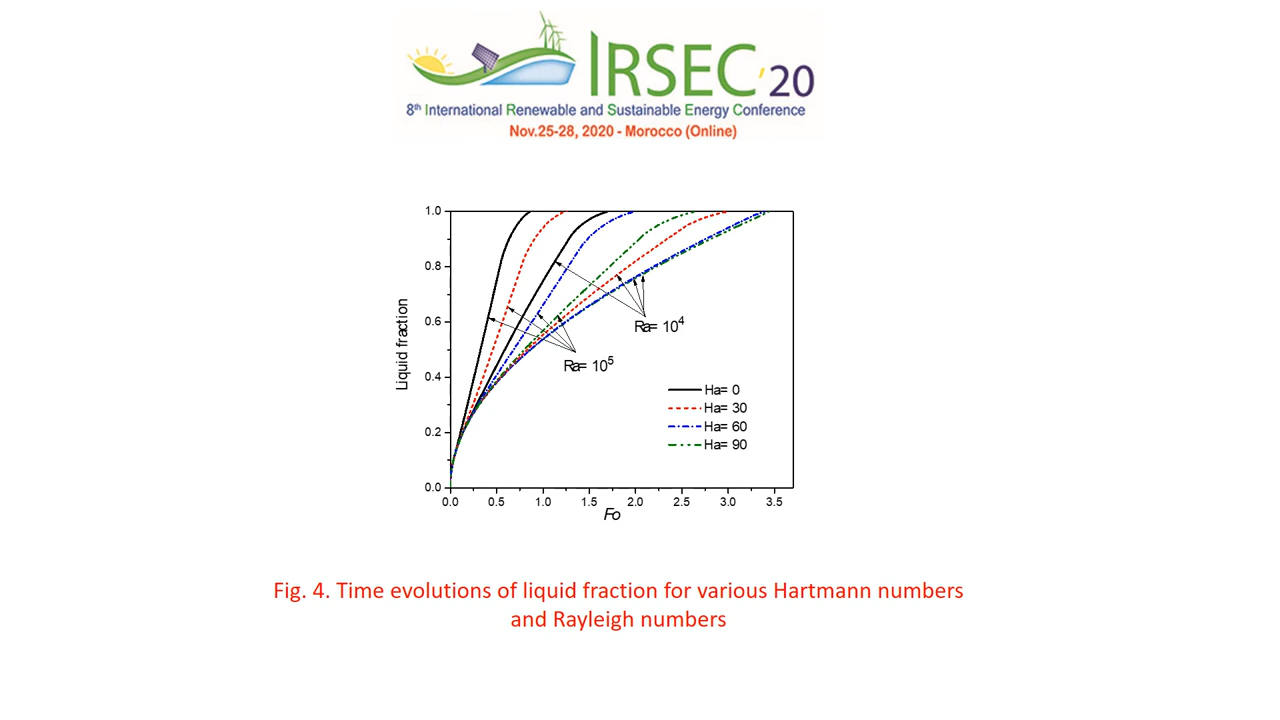 IRSEC'20
8th International Renewable and Sustainable Energy Conference
Nov.25-28, 2020 - Morocco (Online)
1.0
0.8
0.6
0.4
0.2
0.0
Liquid fraction
Ra= 10^4
Ra= 10^5
Ha= 0
Ha= 30
Ha= 60
Ha= 90
0.0 0.5 1.0 1.5 2.0 2.5 3.0 3.5
Fo
Fig. 4. Time evolutions of liquid fraction for various Hartmann numbers
and Rayleigh numbers